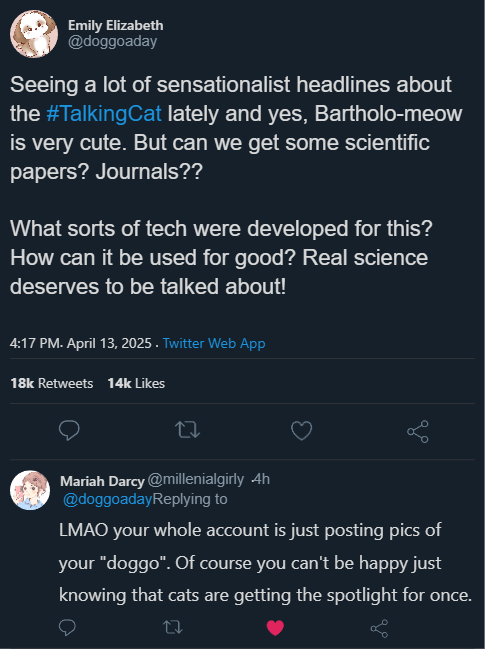 Emily Elizabeth
@doggoaday
Seeing a lot of sensationalist headlines about
the #TalkingCat lately and yes, Bartholo-meow
is very cute. But can we get some scientific
papers? Journals??
What sorts of tech were developed for this?
How can it be used for good? Real science
deserves to be talked about!
4:17 PM. April 13, 2025 . Twitter Web App
18k Retweets 14k Likes
Mariah Darcy @millenialgirly .4h
@doggoadayReplying to
LMAO your whole account is just posting pics of
your "doggo". Of course you can't be happy just
knowing that cats are getting the spotlight for once.